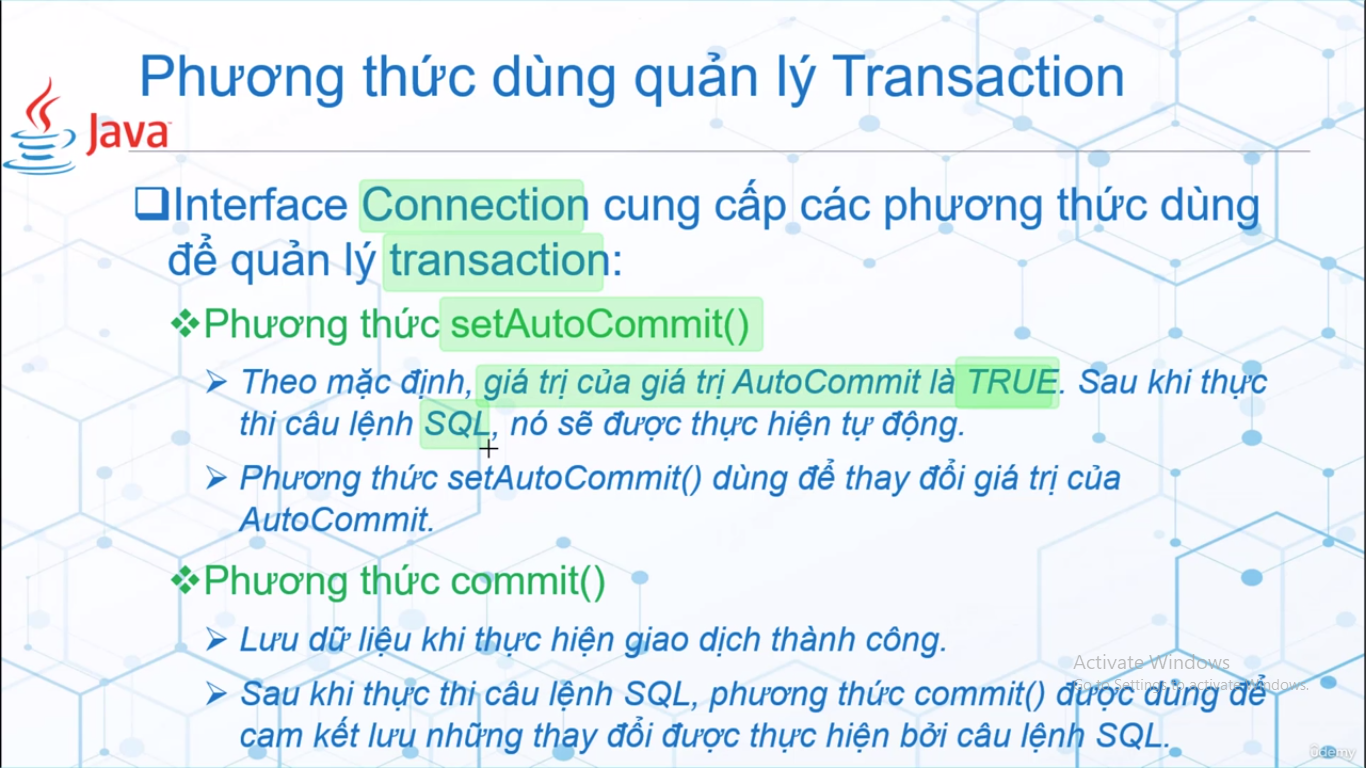 Phương thức dùng quản lý Transaction
Java
Interface Connection cung cấp các phương thức dùng
để quản lý transaction:
Phương thức setAutoCommit()
Theo mặc định, giá trị của giá trị AutoCommit là TRUE. Sau khi thực
thi câu lệnh SQL, nó sẽ được thực hiện tự động.
Phương thức setAutoCommit() dùng để thay đổi giá trị của
AutoCommit.
Phương thức commit()
Lưu dữ liệu khi thực hiện giao dịch thành công.
Activate Windows
Go to Settings to activate Windows.
Sau khi thực thi câu lệnh SQL, phương thức commit() được dùng để
cam kết lưu những thay đổi được thực hiện bởi câu lệnh SQL.
ûdemy